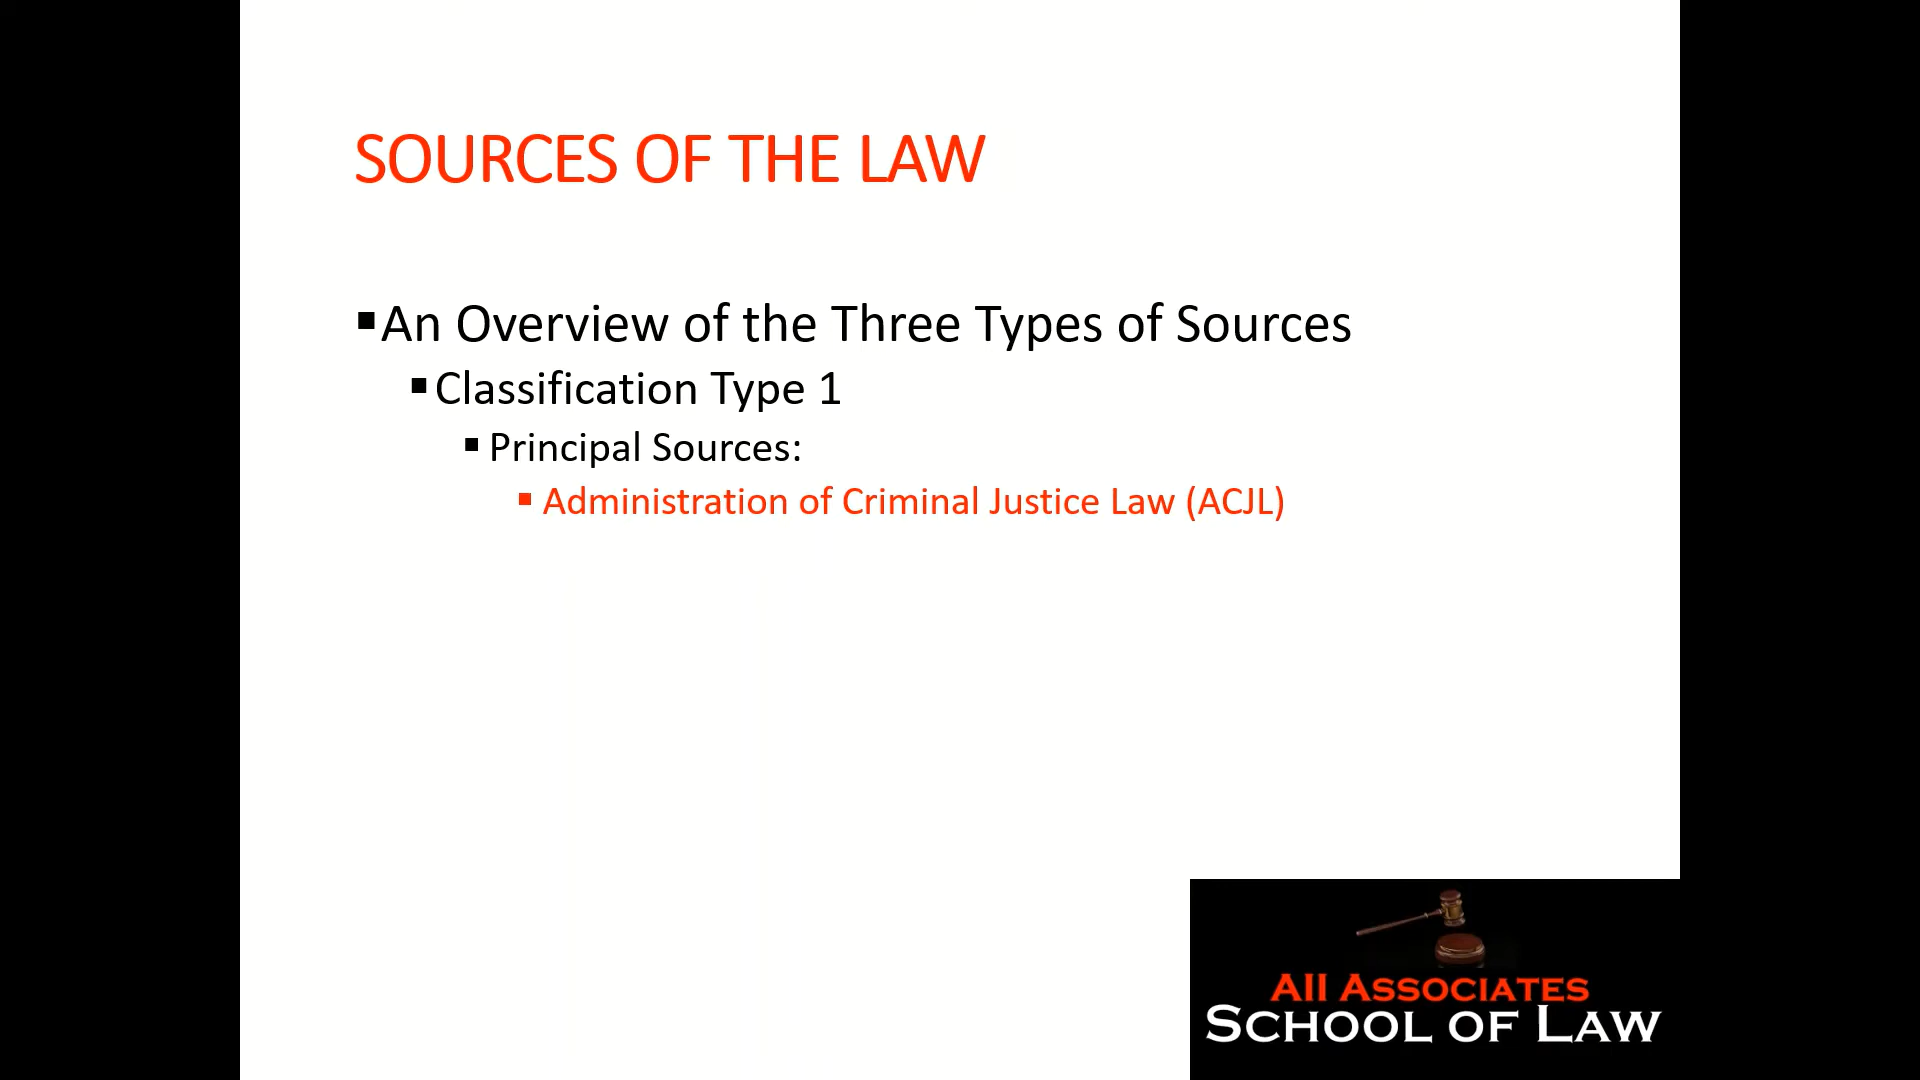 SOURCES OF THE LAW
▪An Overview of the Three Types of Sources
▪Classification Type 1
▪Principal Sources:
▪Administration of Criminal Justice Law (ACJL)
All ASSOCIATES
SCHOOL OF LAW